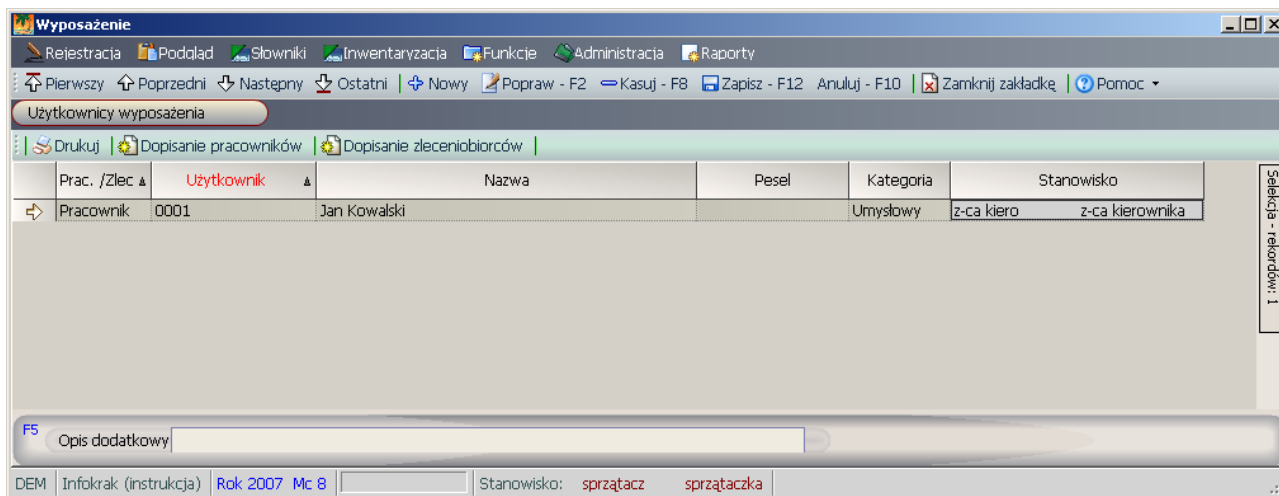 Wyposażenie
Rejestracja Podgląd Słowniki Inwentaryzacja Funkcje Administracja Raporty
Pierwszy Poprzedni Następny Ostatni Nowy Popraw - F2 Kasuj - F8 Zapisz - F12 Anuluj - F10 Zamknij zakładkę Pomoc
Użytkownicy wyposażenia
Drukuj Dopisanie pracowników Dopisanie zleceniobiorców
Prac. /Zlec Użytkownik Nazwa Pesel Kategoria Stanowisko
Pracownik 0001 Jan Kowalski Umysłowy z-ca kiero z-ca kierownika
Selekcja - rekordów: 1
F5 Opis dodatkowy
DEM Infokrak (instrukcja) Rok 2007 Mc 8 Stanowisko: sprzątacz sprzątaczka